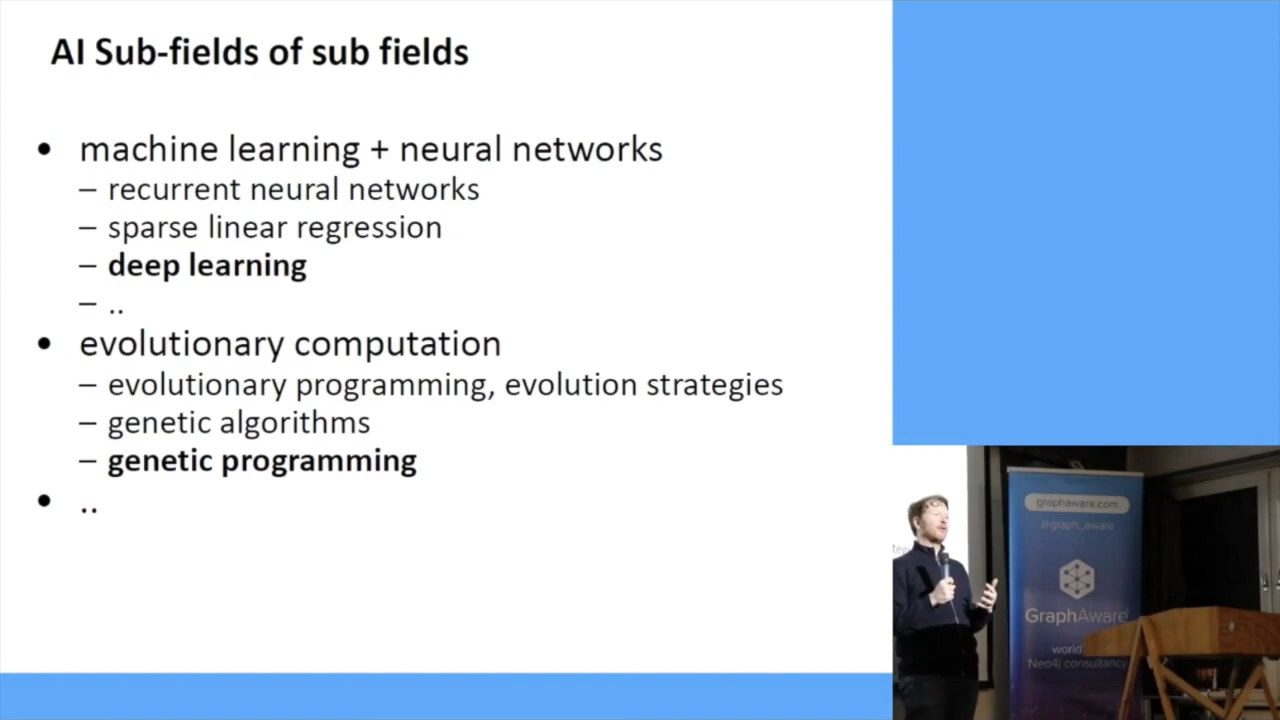 AI Sub-fields of sub fields
• machine learning + neural networks
– recurrent neural networks
– sparse linear regression
– deep learning
– ..
• evolutionary computation
– evolutionary programming, evolution strategies
– genetic algorithms
– genetic programming
• ..
graphaware.com
@graph_aware
GraphAware
world'
Neo4j consultancy